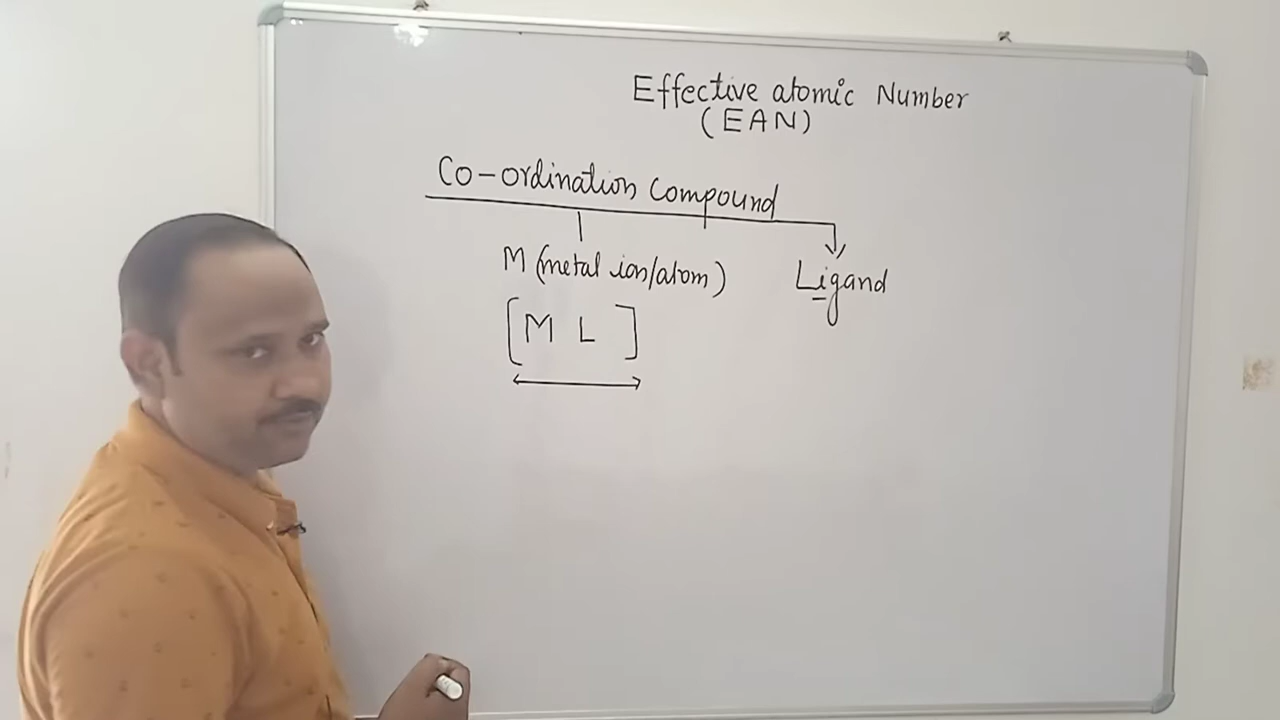 Effective atomic Number
(EAN)
Co-ordination Compound
M (metal ion/atom) Ligand
[M L ]